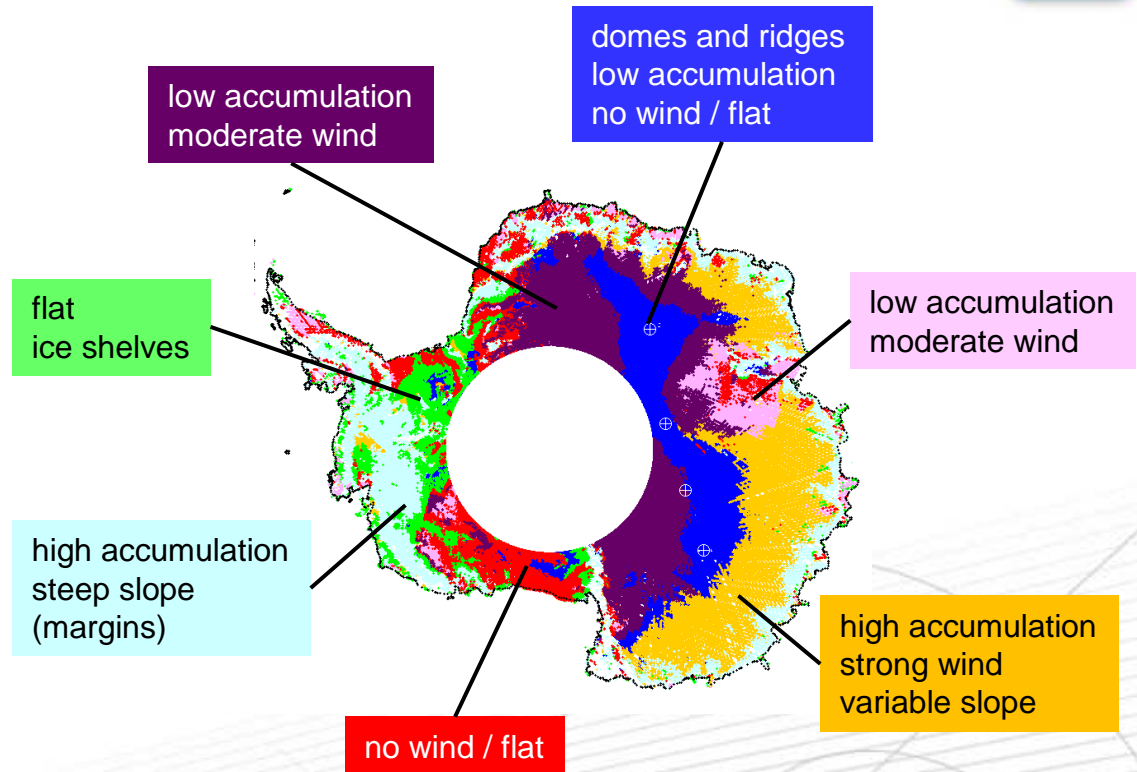 domes and ridges
low accumulation
no wind / flat
low accumulation
moderate wind
flat
ice shelves
low accumulation
moderate wind
high accumulation
steep slope
(margins)
high accumulation
strong wind
variable slope
no wind / flat